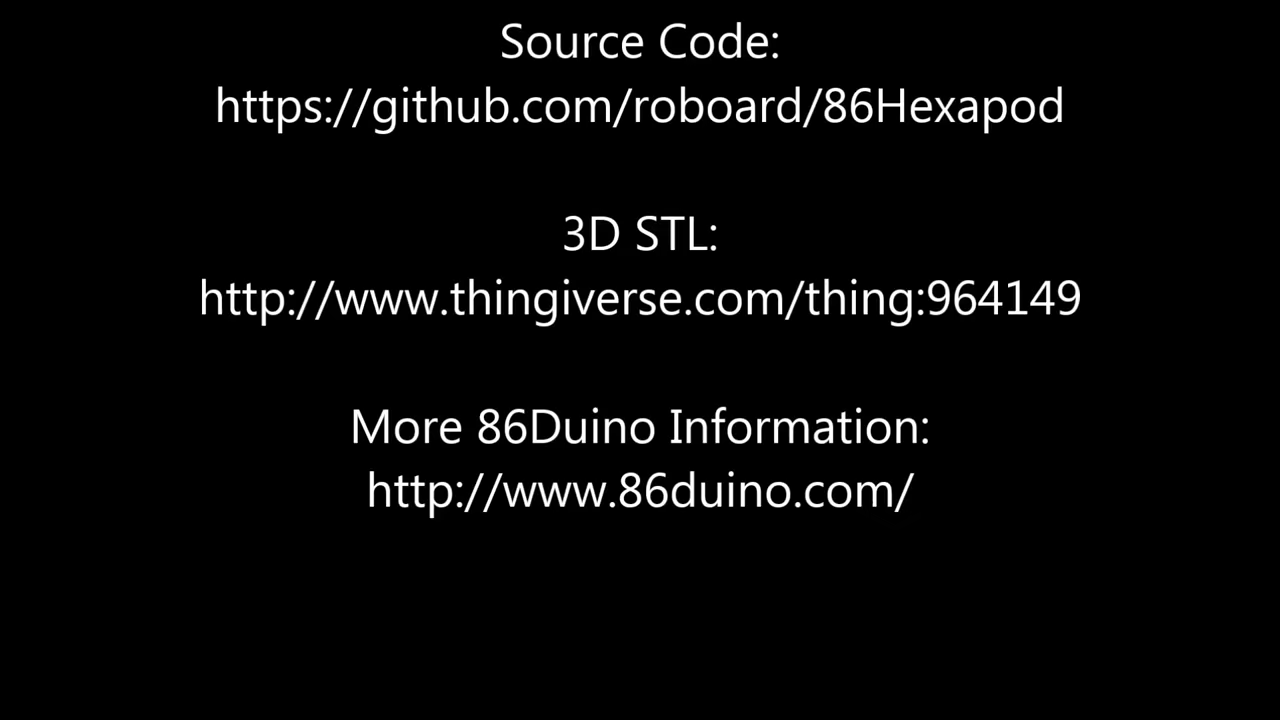 Source Code:
https://github.com/roboard/86Hexapod
3D STL:
http://www.thingiverse.com/thing:964149
More 86Duino Information:
http://www.86duino.com/